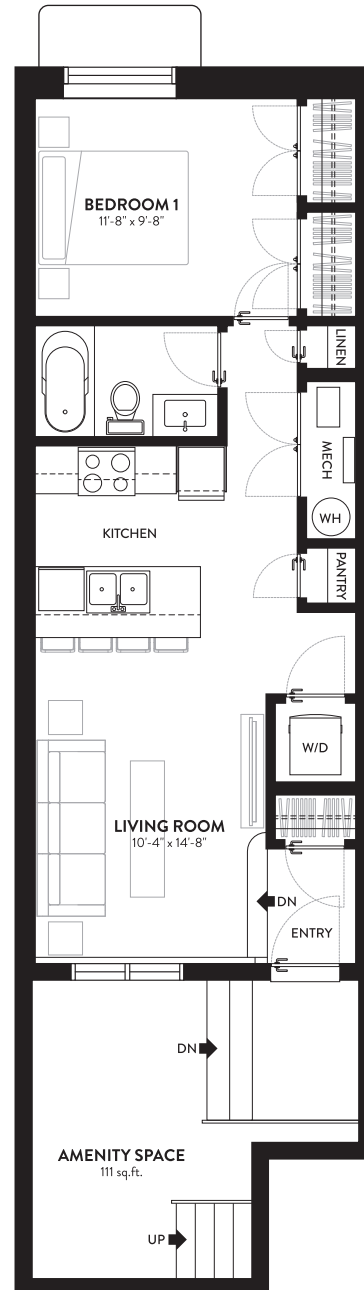 BEDROOM 1
11'-8" x 9'-8"
LINEN
MECH
WH
KITCHEN
PANTRY
W/D
LIVING ROOM
10'-4" x 14'-8"
DN
ENTRY
DN
AMENITY SPACE
111 sq.ft.
UP